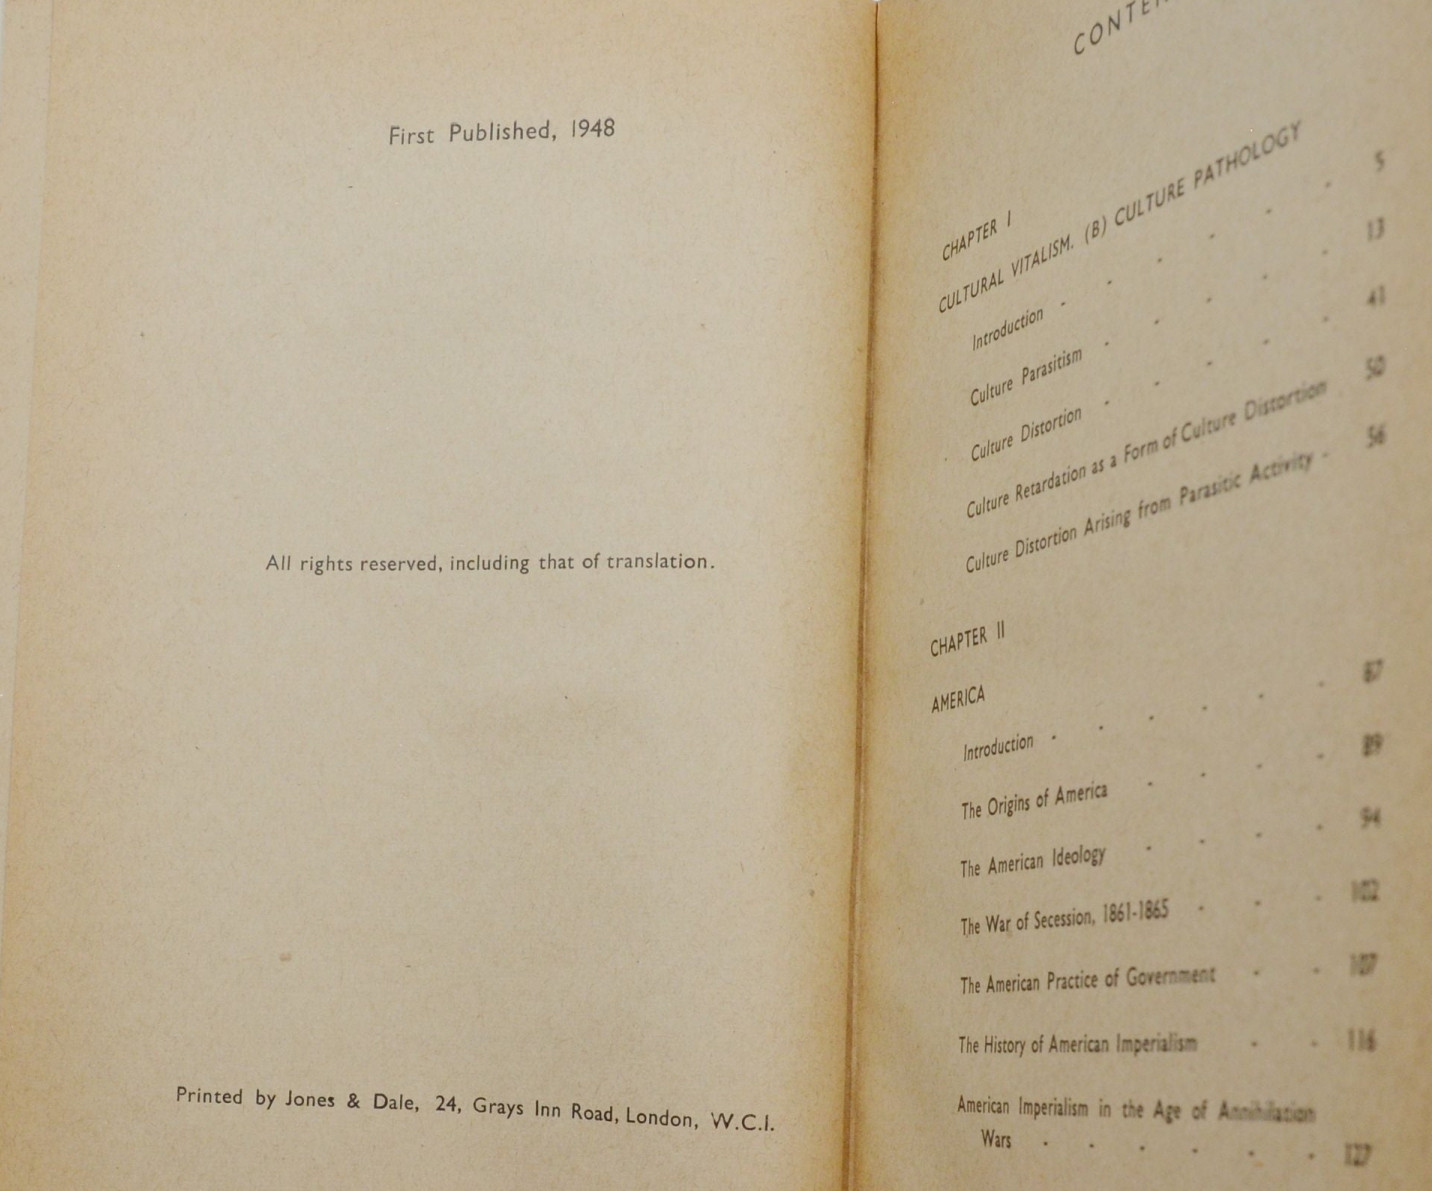 First Published, 1948
All rights reserved, including that of translation.
Printed by Jones & Dale, 24, Grays Inn Road, London, W.C.1.
CONTEN
CHAPTER I
CULTURAL VITALISM. (B) CULTURE PATHOLOGY
Introduction - - - - - - 5
Culture Parasitism - - - - - 13
Culture Distortion - - - - - 41
Culture Retardation as a Form of Culture Distortion 50
Culture Distortion Arising from Parasitic Activity - 56
CHAPTER II
AMERICA
Introduction - - - - - - 87
The Origins of America - - - - 89
The American Ideology - - - - 94
The War of Secession, 1861-1865 - - - 102
The American Practice of Government - - 107
The History of American Imperialism - - 116
American Imperialism in the Age of Annihilation
Wars - - - - - - 127